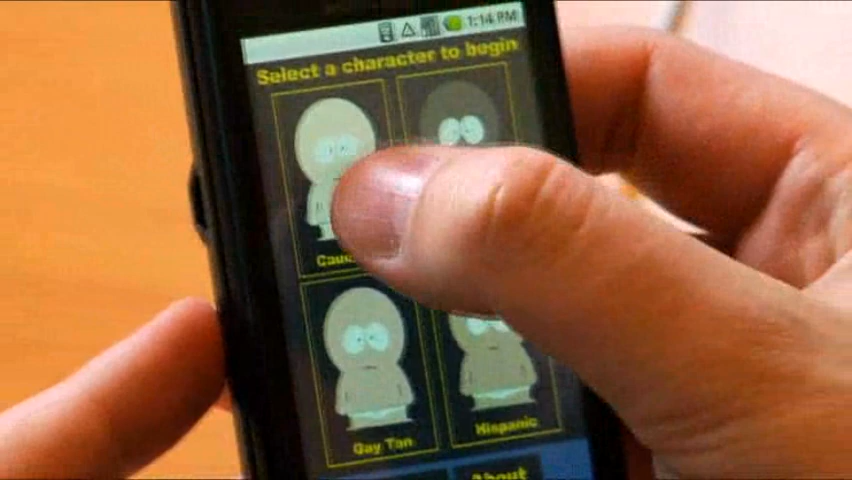 1:14 PM
Select a character to begin
Gay Tan
Hispanic
About